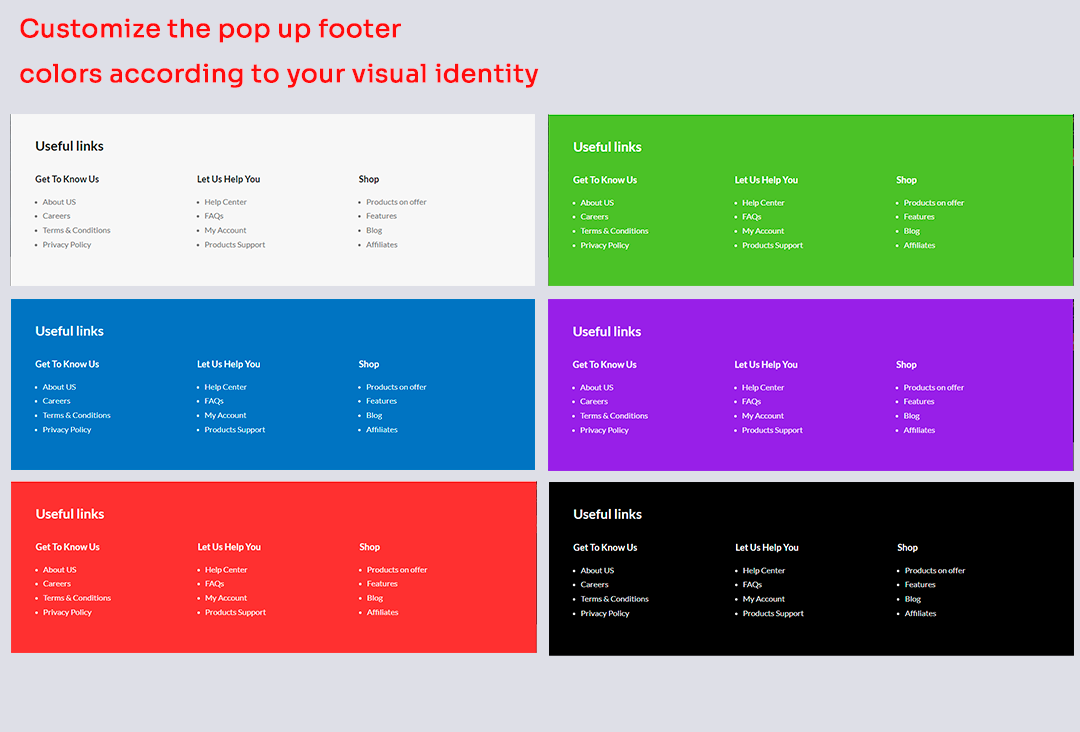 Customize the pop up footer
colors according to your visual identity
Useful links
Get To Know Us
About US
Careers
Terms & Conditions
Privacy Policy
Let Us Help You
Help Center
FAQs
My Account
Products Support
Shop
Products on offer
Features
Blog
Affiliates
Useful links
Get To Know Us
About US
Careers
Terms & Conditions
Privacy Policy
Let Us Help You
Help Center
FAQs
My Account
Products Support
Shop
Products on offer
Features
Blog
Affiliates
Useful links
Get To Know Us
About US
Careers
Terms & Conditions
Privacy Policy
Let Us Help You
Help Center
FAQs
My Account
Products Support
Shop
Products on offer
Features
Blog
Affiliates
Useful links
Get To Know Us
About US
Careers
Terms & Conditions
Privacy Policy
Let Us Help You
Help Center
FAQs
My Account
Products Support
Shop
Products on offer
Features
Blog
Affiliates
Useful links
Get To Know Us
About US
Careers
Terms & Conditions
Privacy Policy
Let Us Help You
Help Center
FAQs
My Account
Products Support
Shop
Products on offer
Features
Blog
Affiliates
Useful links
Get To Know Us
About US
Careers
Terms & Conditions
Privacy Policy
Let Us Help You
Help Center
FAQs
My Account
Products Support
Shop
Products on offer
Features
Blog
Affiliates